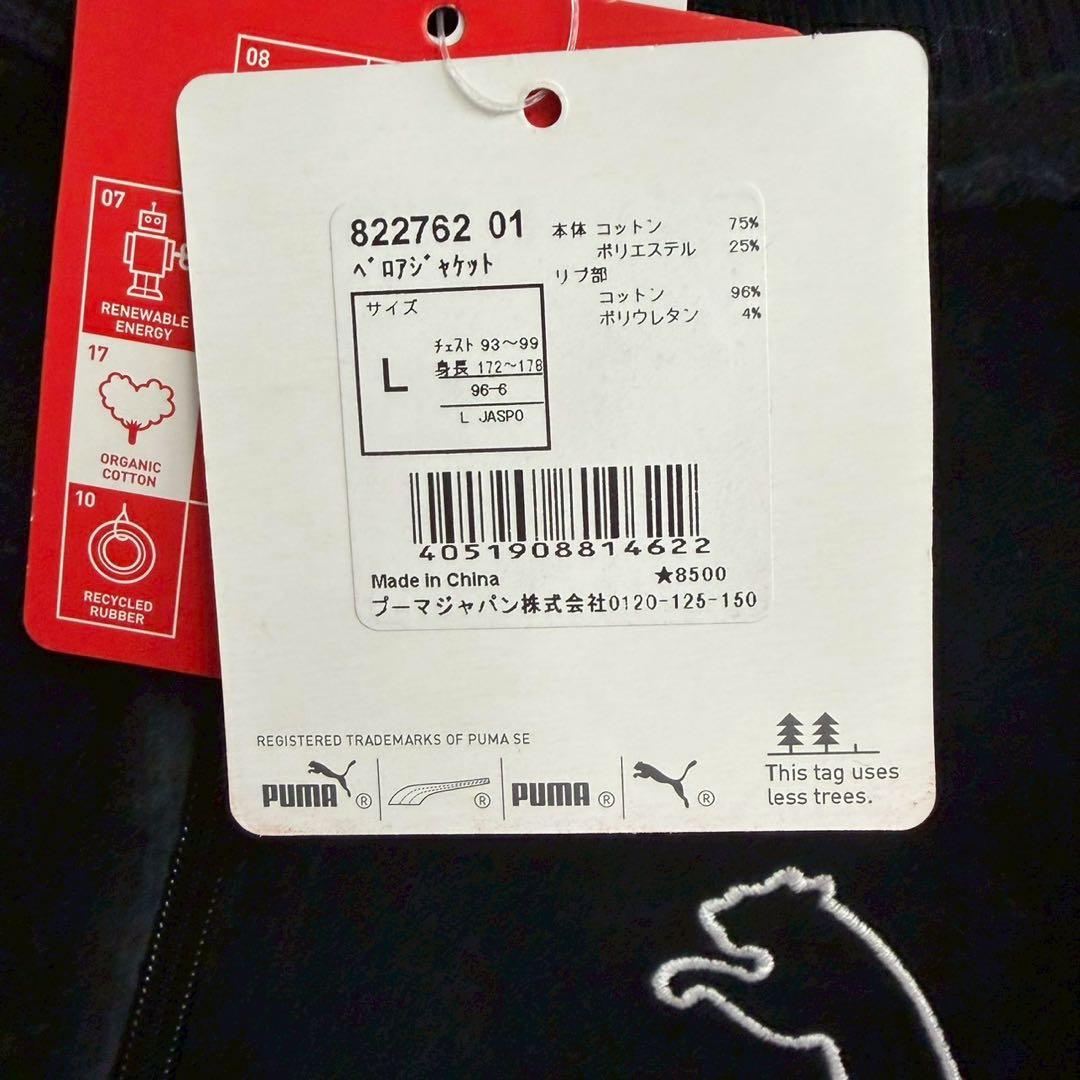 08
07
RENEWABLE
ENERGY
17
ORGANIC
COTTON
10
RECYCLED
RUBBER
822762 01
ベロアジャケット
サイズ
L
チェスト 93～99
身長 172～178
96-6
L JASPO
本体 コットン 75%
ポリエステル 25%
リブ部
コットン 96%
ポリウレタン 4%
4051908814622
Made in China ★8500
プーマジャパン株式会社0120-125-150
REGISTERED TRADEMARKS OF PUMA SE
PUMA® ® PUMA® ®
This tag uses
less trees.